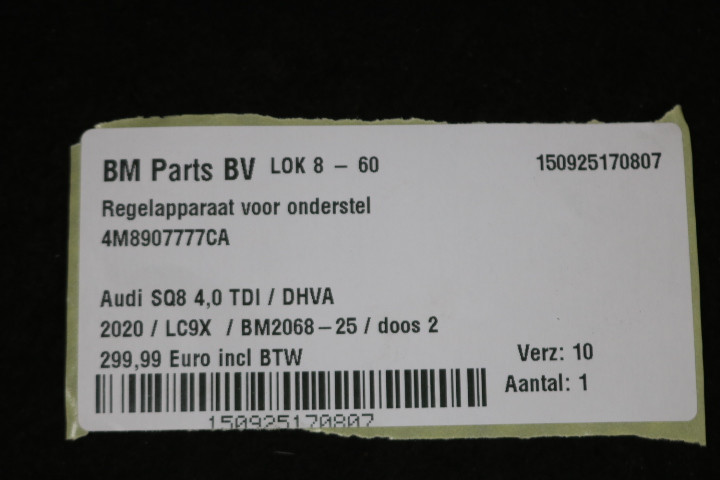 BM Parts BV LOK 8 - 60 150925170807
Regelapparaat voor onderstel
4M8907777CA
Audi SQ8 4,0 TDI / DHVA
2020 / LC9X / BM2068-25 / doos 2
299,99 Euro incl BTW Verz: 10
Aantal: 1
150925170807